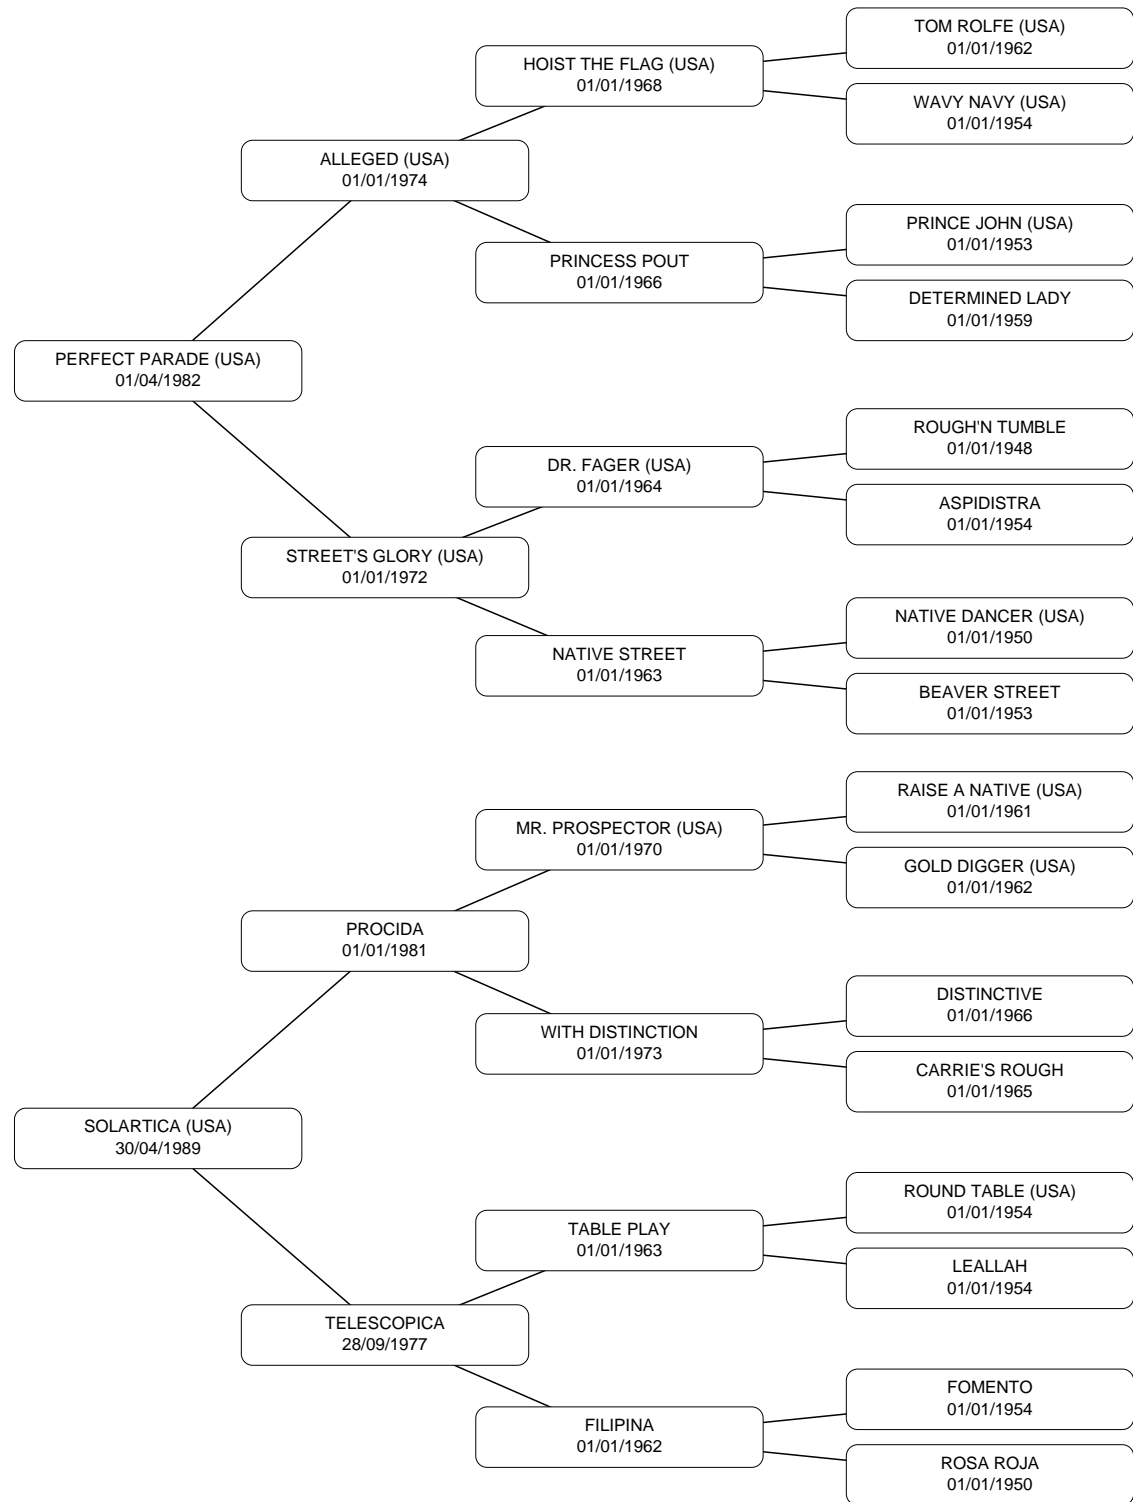 TOM ROLFE (USA)
01/01/1962
HOIST THE FLAG (USA)
01/01/1968
WAVY NAVY (USA)
01/01/1954
ALLEGED (USA)
01/01/1974
PRINCE JOHN (USA)
01/01/1953
PRINCESS POUT
01/01/1966
DETERMINED LADY
01/01/1959
PERFECT PARADE (USA)
01/04/1982
ROUGH'N TUMBLE
01/01/1948
DR. FAGER (USA)
01/01/1964
ASPIDISTRA
01/01/1954
STREET'S GLORY (USA)
01/01/1972
NATIVE DANCER (USA)
01/01/1950
NATIVE STREET
01/01/1963
BEAVER STREET
01/01/1953
RAISE A NATIVE (USA)
01/01/1961
MR. PROSPECTOR (USA)
01/01/1970
GOLD DIGGER (USA)
01/01/1962
PROCIDA
01/01/1981
DISTINCTIVE
01/01/1966
WITH DISTINCTION
01/01/1973
CARRIE'S ROUGH
01/01/1965
SOLARTICA (USA)
30/04/1989
ROUND TABLE (USA)
01/01/1954
TABLE PLAY
01/01/1963
LEALLAH
01/01/1954
TELESCOPICA
28/09/1977
FOMENTO
01/01/1954
FILIPINA
01/01/1962
ROSA ROJA
01/01/1950